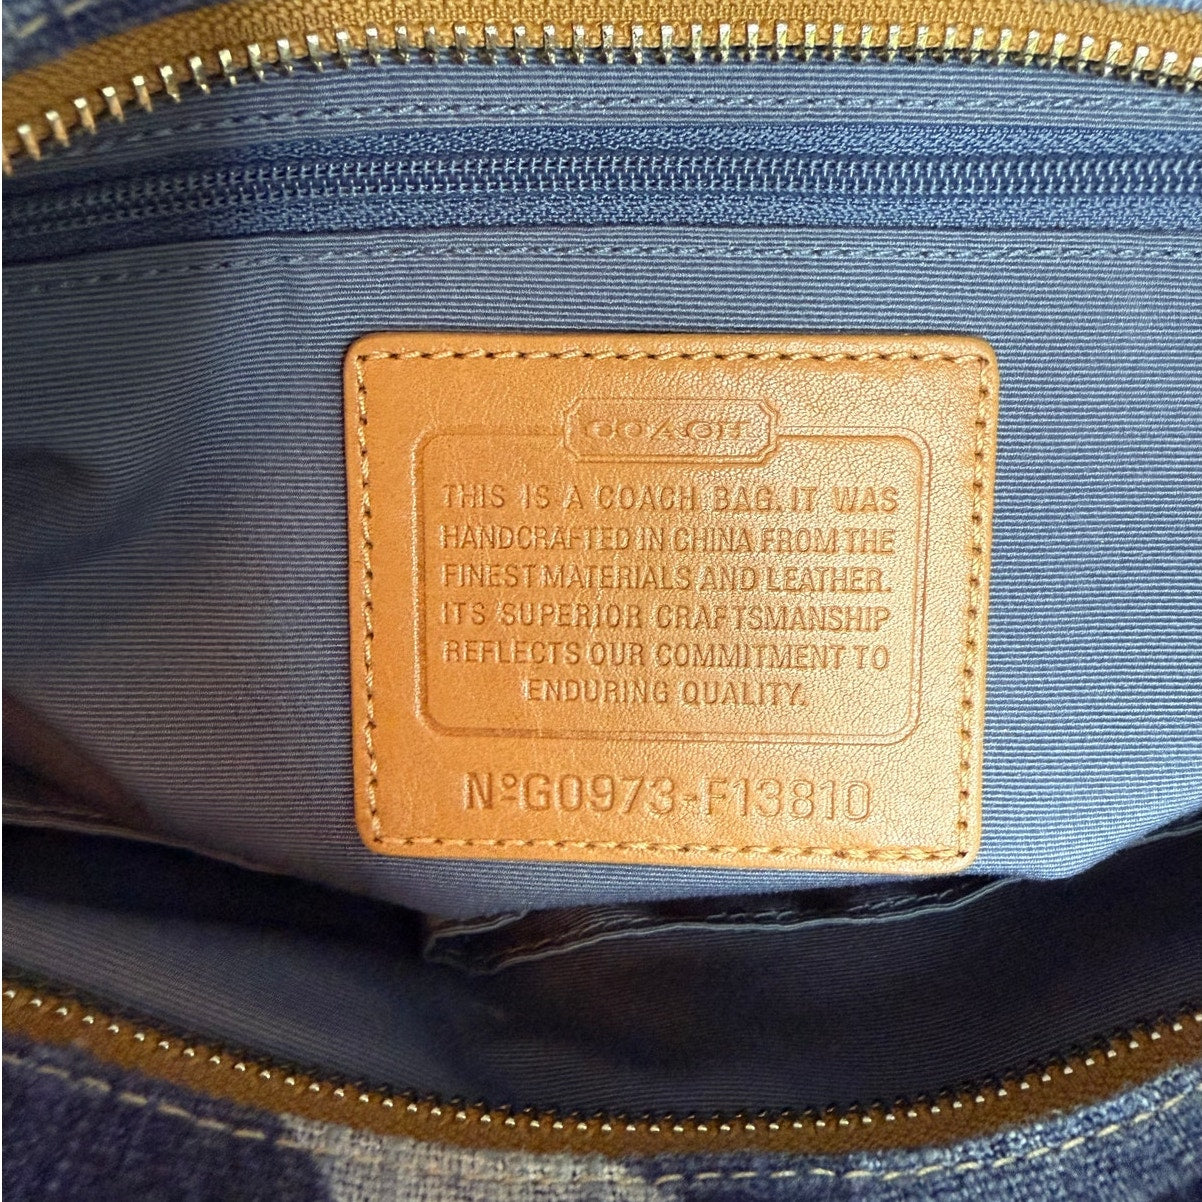 COACH
THIS IS A COACH BAG. IT WAS
HANDCRAFTED IN CHINA FROM THE
FINEST MATERIALS AND LEATHER.
ITS SUPERIOR CRAFTSMANSHIP
REFLECTS OUR COMMITMENT TO
ENDURING QUALITY.
NºG0973-F13810